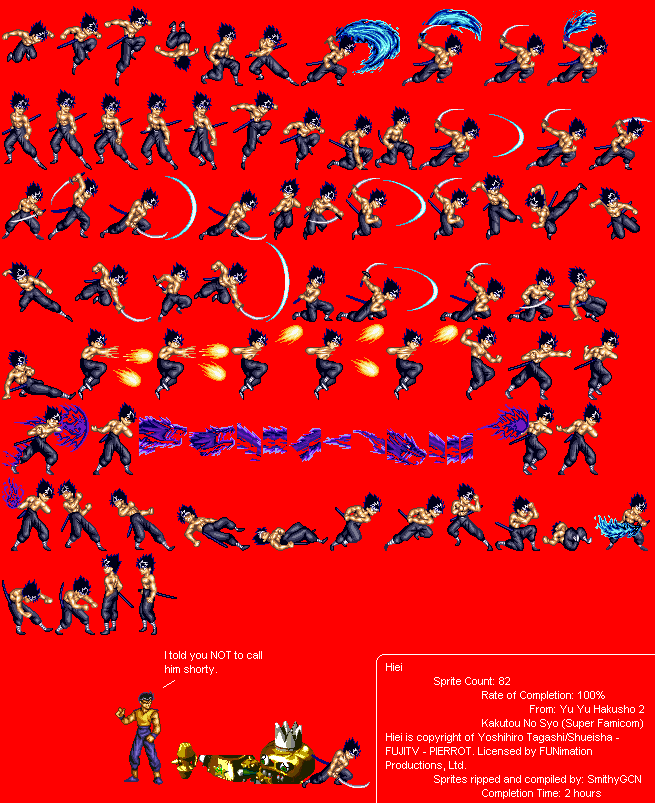 I told you NOT to call
him shorty.
Hiei
Sprite Count: 82
Rate of Completion: 100%
From: Yu Yu Hakusho 2
Kakutou No Syo (Super Famicom)
Hiei is copyright of Yoshihiro Tagashi/Shueisha -
FUJITV - PIERROT. Licensed by FUNimation
Productions, Ltd.
Sprites ripped and compiled by: SmithyGCN
Completion Time: 2 hours